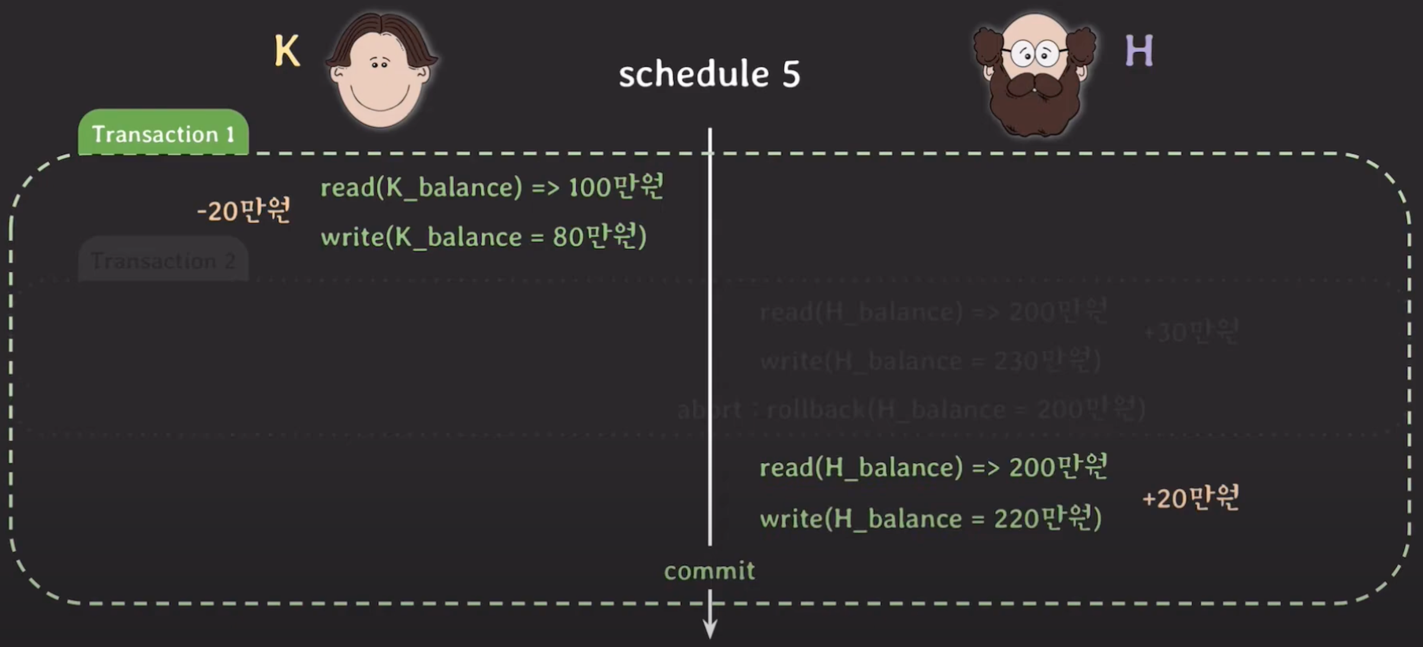 K
schedule 5
H
Transaction 1
read(K_balance) => 100만원
-20만원
write(K_balance = 80만원)
Transaction 2
read(H_balance) => 200만원
+30만원
write(H_balance = 230만원)
abort : rollback(H_balance = 200만원)
read(H_balance) => 200만원
+20만원
write(H_balance = 220만원)
commit